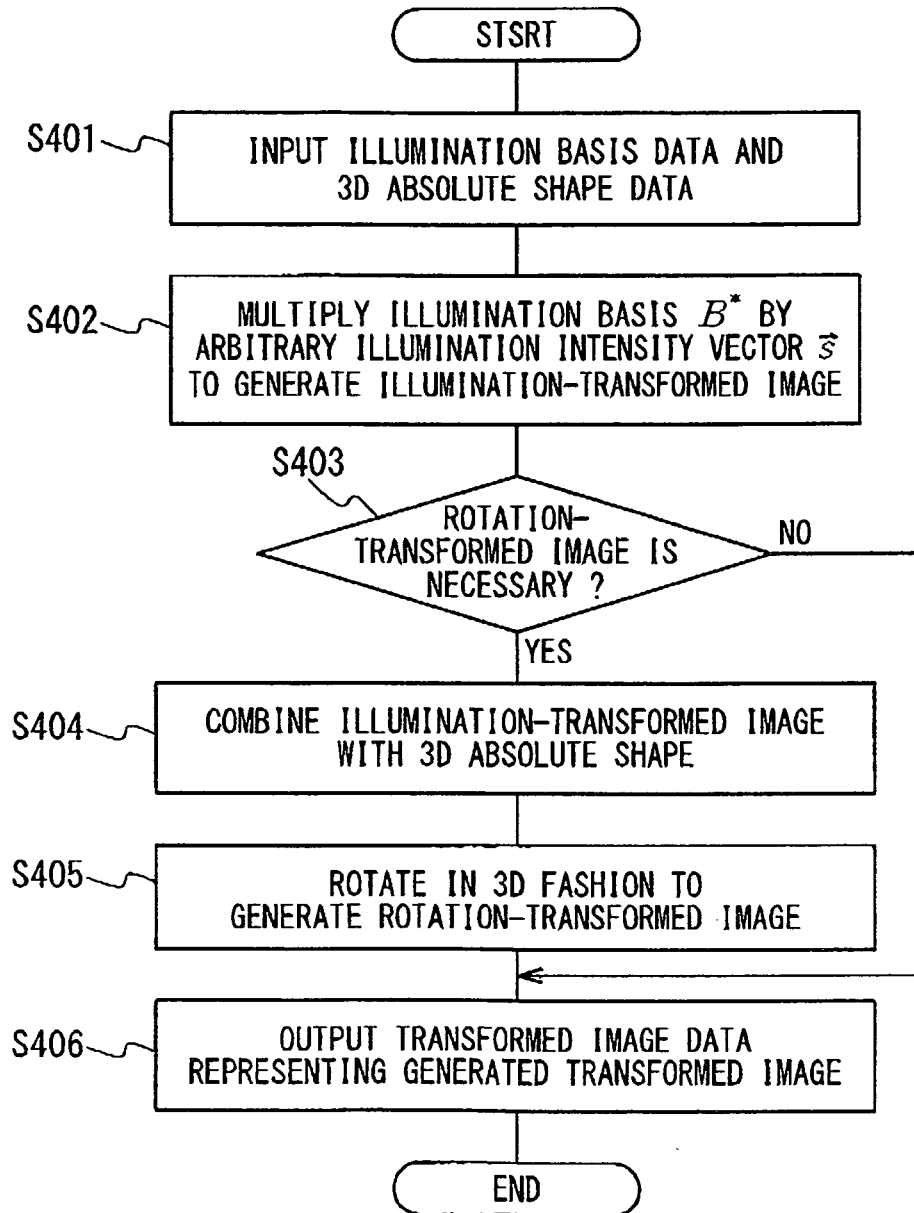 STSRT
S401
INPUT ILLUMINATION BASIS DATA AND
3D ABSOLUTE SHAPE DATA
S402
MULTIPLY ILLUMINATION BASIS B* BY
ARBITRARY ILLUMINATION INTENSITY VECTOR s⃗
TO GENERATE ILLUMINATION-TRANSFORMED IMAGE
S403
ROTATION-
TRANSFORMED IMAGE IS
NECESSARY ?
NO
YES
S404
COMBINE ILLUMINATION-TRANSFORMED IMAGE
WITH 3D ABSOLUTE SHAPE
S405
ROTATE IN 3D FASHION TO
GENERATE ROTATION-TRANSFORMED IMAGE
S406
OUTPUT TRANSFORMED IMAGE DATA
REPRESENTING GENERATED TRANSFORMED IMAGE
END